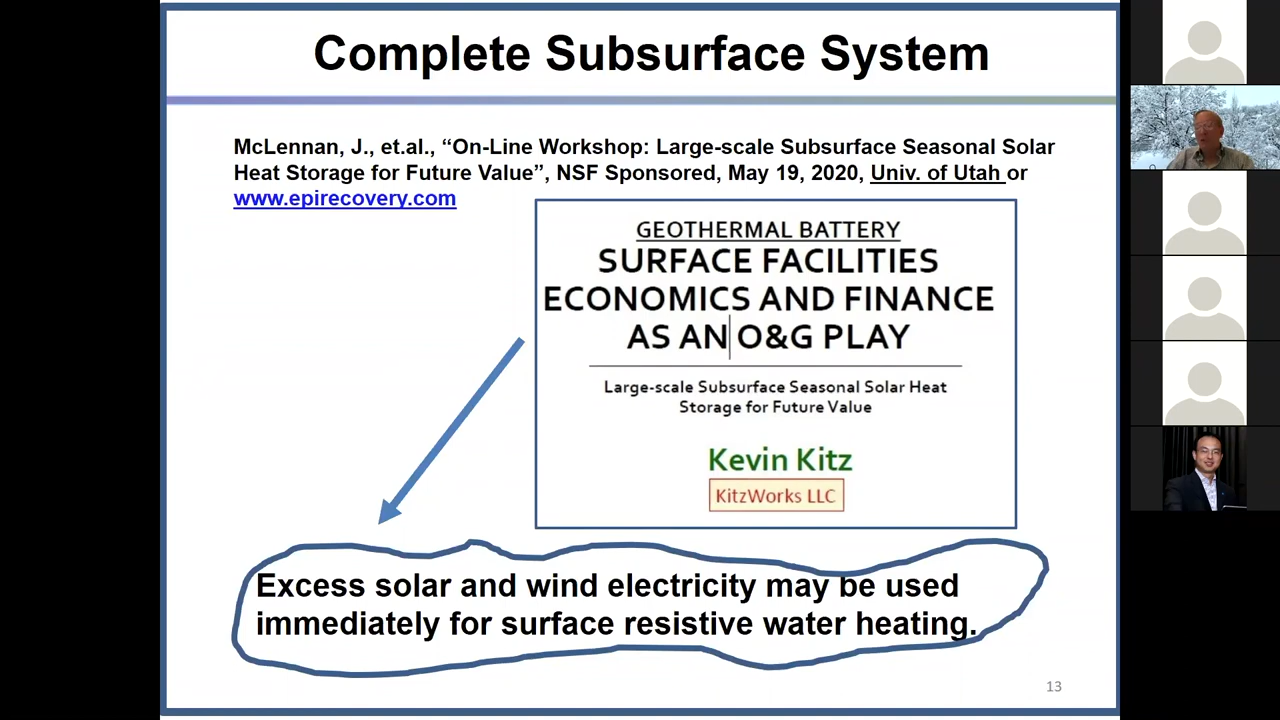 Complete Subsurface System
McLennan, J., et.al., “On-Line Workshop: Large-scale Subsurface Seasonal Solar
Heat Storage for Future Value”, NSF Sponsored, May 19, 2020, Univ. of Utah or
www.epirecovery.com
GEOTHERMAL BATTERY
SURFACE FACILITIES
ECONOMICS AND FINANCE
AS AN O&G PLAY
Large-scale Subsurface Seasonal Solar Heat
Storage for Future Value
Kevin Kitz
KitzWorks LLC
Excess solar and wind electricity may be used
immediately for surface resistive water heating.
13